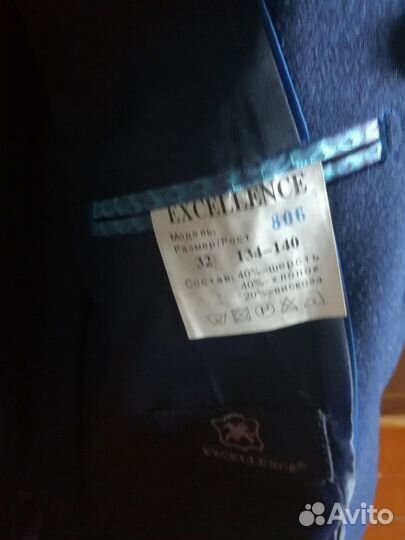 EXCELLENCE
Модель: 806
Размер/Рост
32 134-140
Состав: 40%-шерсть
40%-хлопок
20%-вискоза
EXCELLENCE®
Avito